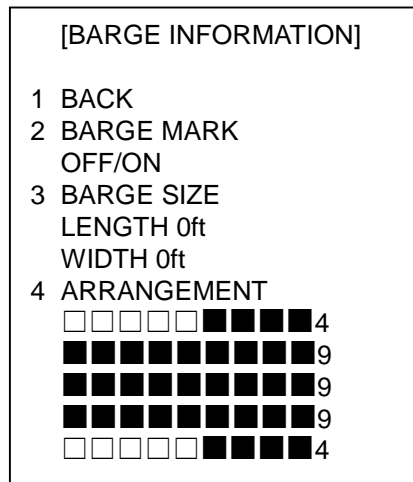 [BARGE INFORMATION]
1 BACK
2 BARGE MARK
OFF/ON
3 BARGE SIZE
LENGTH 0ft
WIDTH 0ft
4 ARRANGEMENT
□□□□□■■■■4
■■■■■■■■■9
■■■■■■■■■9
■■■■■■■■■9
□□□□□■■■■4